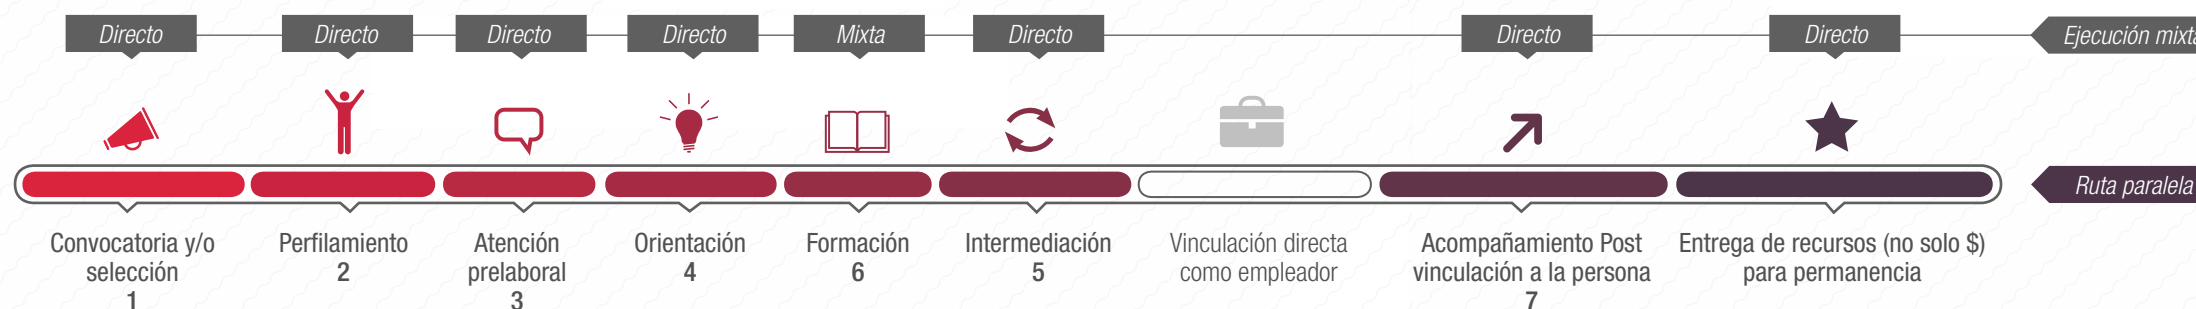 Directo
Directo
Directo
Directo
Mixta
Directo
Directo
Directo
Ejecución mixta
Ruta paralela
Convocatoria y/o
selección
1
Perfilamiento
2
Atención
prelaboral
3
Orientación
4
Formación
6
Intermediación
5
Vinculación directa
como empleador
Acompañamiento Post
vinculación a la persona
7
Entrega de recursos (no solo $)
para permanencia